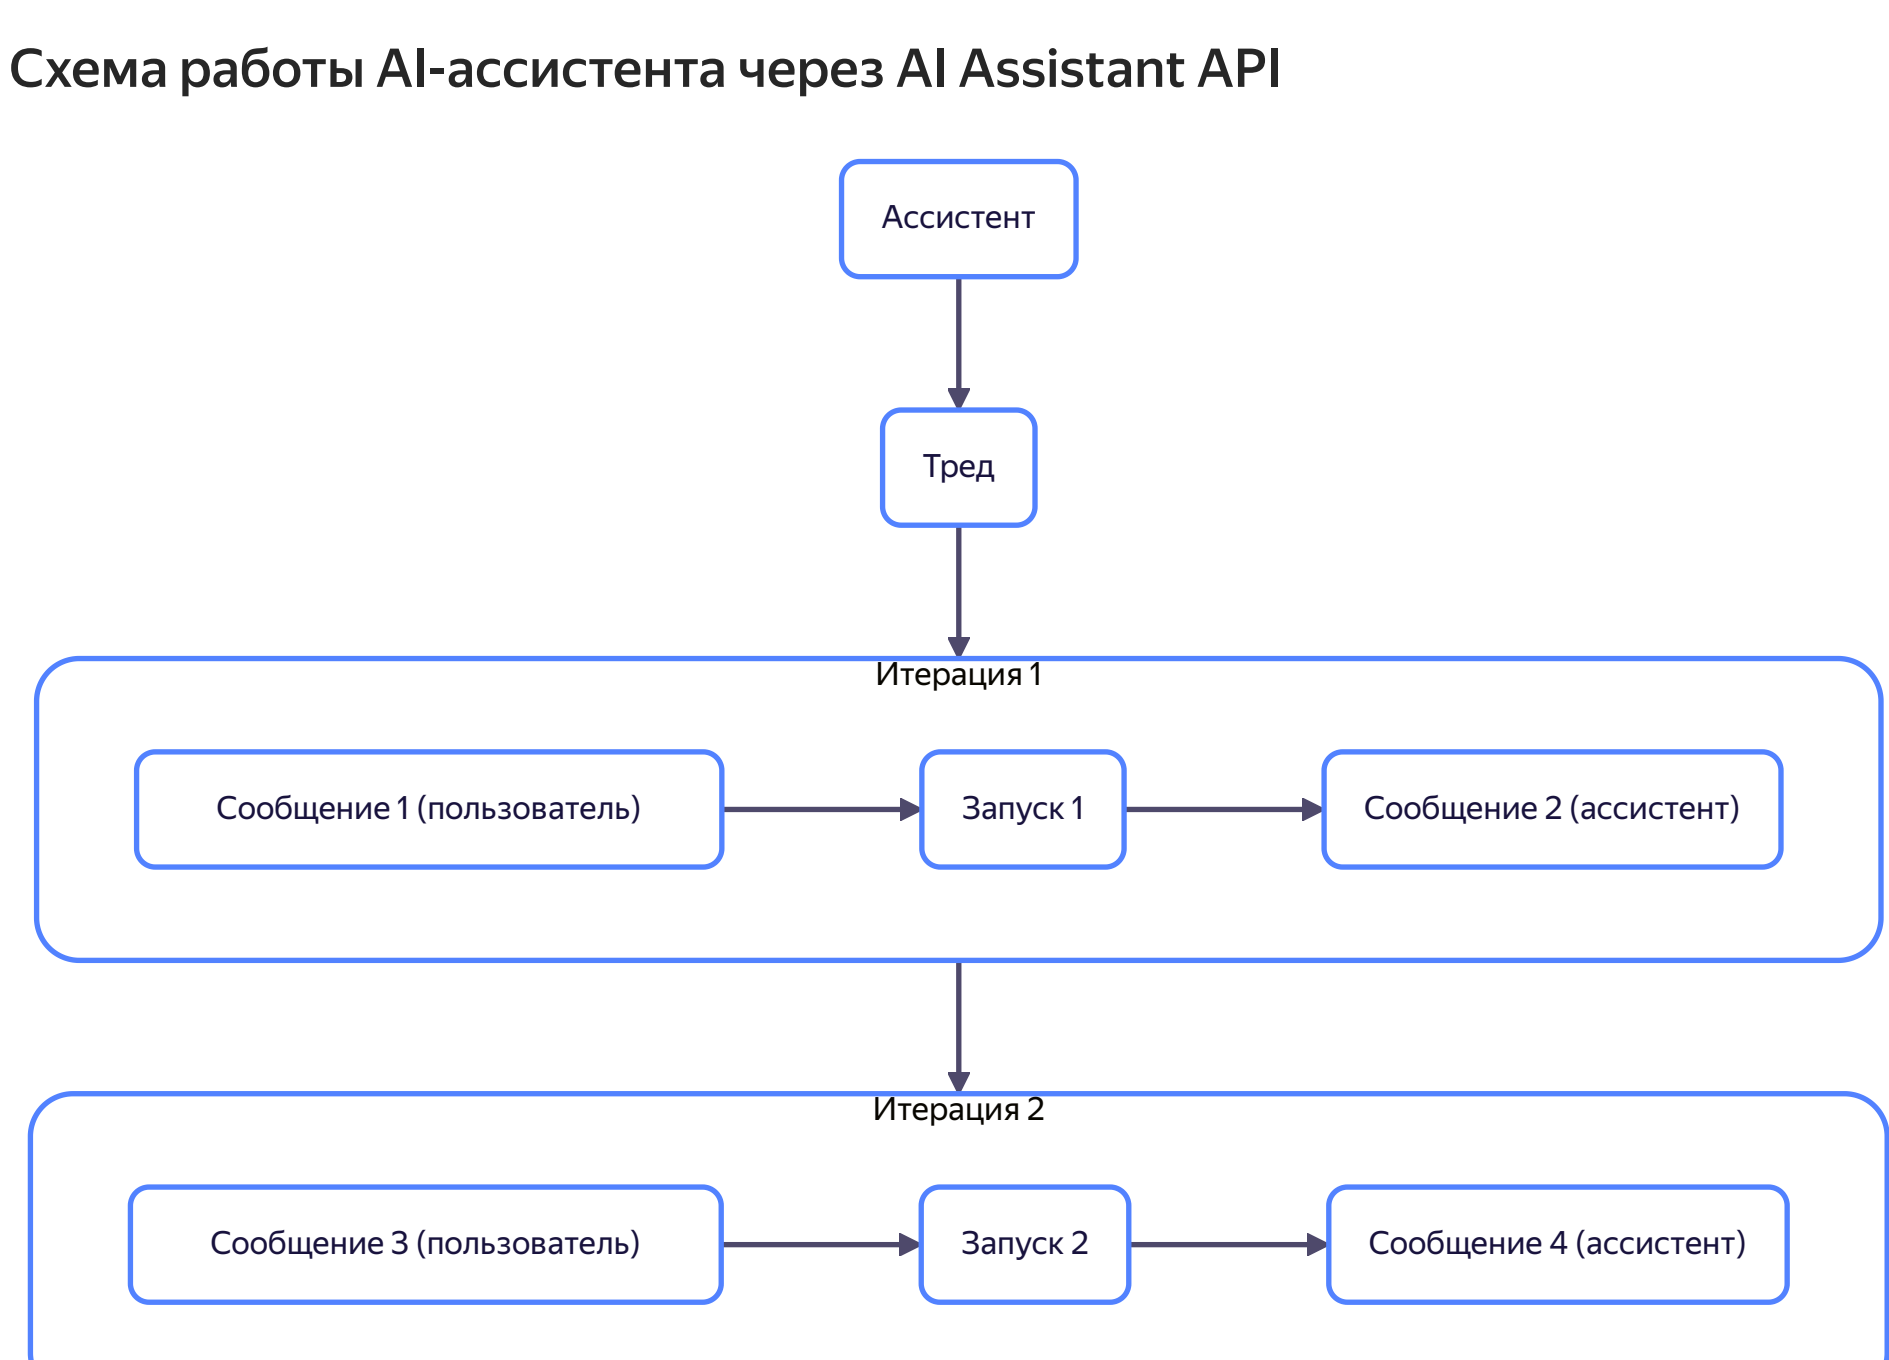 Схема работы AI-ассистента через AI Assistant API
Ассистент
Тред
Итерация 1
Сообщение 1 (пользователь)
Запуск 1
Сообщение 2 (ассистент)
Итерация 2
Сообщение 3 (пользователь)
Запуск 2
Сообщение 4 (ассистент)